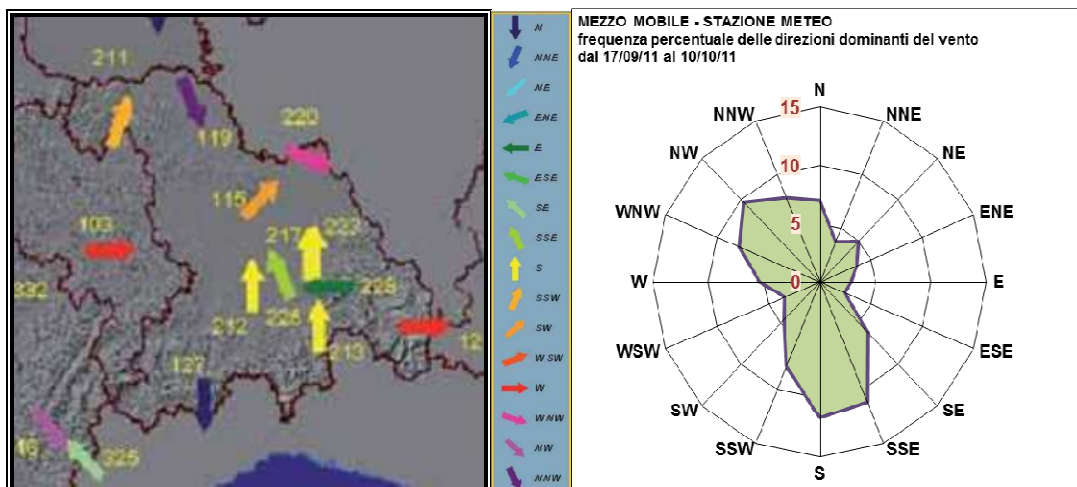 211
119
220
115
103
217
222
332
228
225
212
213
12
127
325
N
NNE
NE
ENE
E
ESE
SE
SSE
S
SSW
SW
WSW
W
WNW
NW
NNW
MEZZO MOBILE - STAZIONE METEO
frequenza percentuale delle direzioni dominanti del vento
dal 17/09/11 al 10/10/11
N
NNW
15
NNE
NW
10
NE
WNW
5
ENE
W
0
E
WSW
ESE
SW
SE
SSW
SSE
S